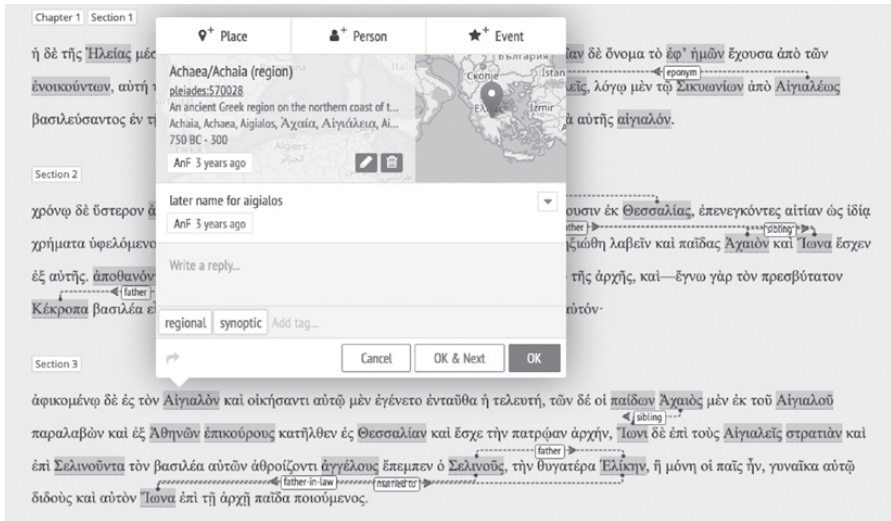 Chapter 1 Section 1
ἡ δὲ τῆς Ἠλείας
δὲ ὄνομα τὸ ἐφ’ ἡμῶν ἔχουσα ἀπὸ τῶν
eponym
ἐνοικούντων, αὐτή
λόγῳ μὲν τῷ Σικυωνίων ἀπὸ Αἰγιαλέως
βασιλεύσαντος ἐν
αὐτῆς αἰγιαλόν.
Place
Person
Event
Achaea/Achaia (region)
pleiades:570028
An ancient Greek region on the northern coast of t...
Achaia, Achaea, Aigialos, Ἀχαία, Αἰγιάλεια, Ai...
750 BC - 300
AnF 3 years ago
България
Скопје
Istan
Izmir
Italia
Algiers
الجزائر
later name for aigialos
AnF 3 years ago
Write a reply...
regional synoptic Add tag...
Cancel OK & Next OK
Section 2
χρόνῳ δὲ ὕστερον
ἐκ Θεσσαλίας, ἐπενεγκόντες αἰτίαν ὡς ἰδίᾳ
sibling
χρήματα
λαβεῖν καὶ παῖδας Ἀχαιὸν καὶ Ἴωνα ἔσχεν
ἐξ αὐτῆς.
τῆς ἀρχῆς, καὶ—ἔγνω γὰρ τὸν πρεσβύτατον
father
Κέκροπα βασιλέα
Section 3
ἀφικομένῳ δὲ ἐς τὸν Αἰγιαλὸν καὶ οἰκήσαντι αὐτῷ μὲν ἐγένετο ἐνταῦθα ἡ τελευτή, τῶν δέ οἱ παίδων Ἀχαιὸς μὲν ἐκ τοῦ Αἰγιαλοῦ
sibling
παραλαβὼν καὶ ἐξ Ἀθηνῶν ἐπικούρους κατῆλθεν ἐς Θεσσαλίαν καὶ ἔσχε τὴν πατρῴαν ἀρχήν, Ἴωνι δὲ ἐπὶ τοὺς Αἰγιαλεῖς στρατιὰν καὶ
father
ἐπὶ Σελινοῦντα τὸν βασιλέα αὐτῶν ἀθροίζοντι ἀγγέλους ἔπεμπεν ὁ Σελινοῦς, τὴν θυγατέρα Ἑλίκην, ἣ μόνη οἱ παῖς ἦν, γυναῖκα αὐτῷ
father-in-law married to
διδοὺς καὶ αὐτὸν Ἴωνα ἐπὶ τῇ ἀρχῇ παῖδα ποιούμενος.